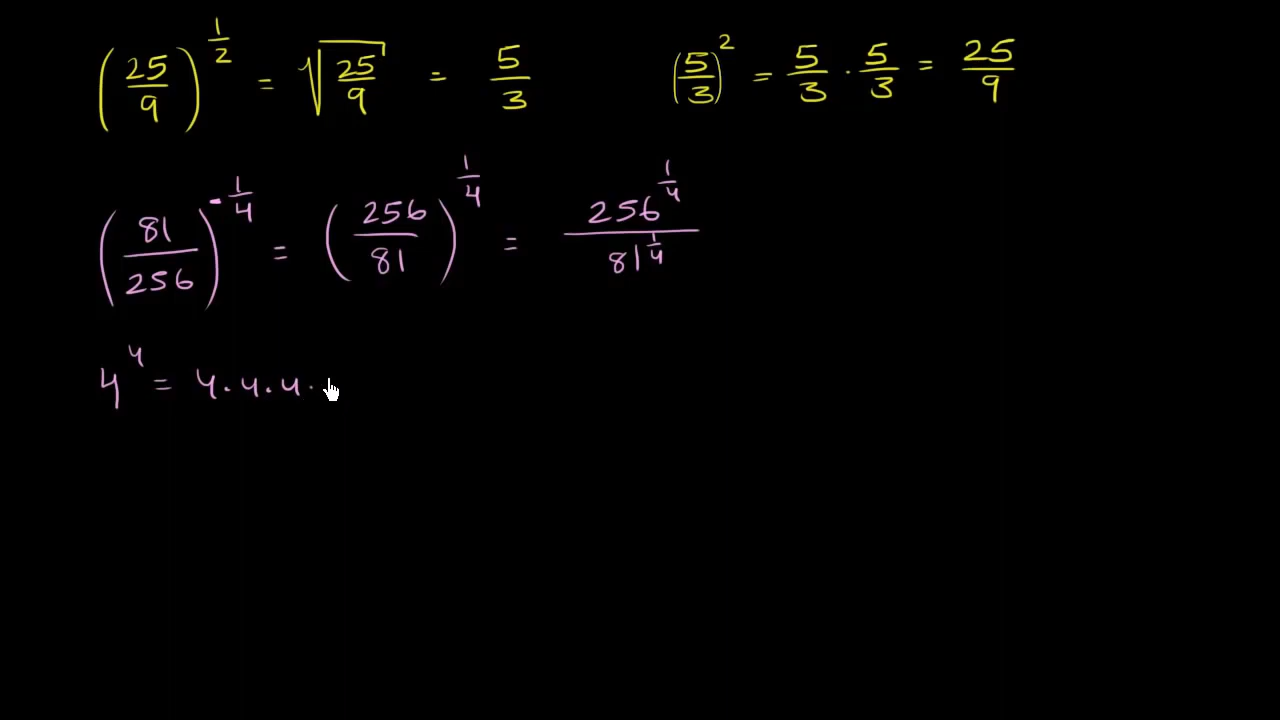 (25/9)^(1/2) = √(25/9) = 5/3 (5/3)^2 = 5/3 · 5/3 = 25/9
(81/256)^(-1/4) = (256/81)^(1/4) = 256^(1/4)/81^(1/4)
4^4 = 4 · 4 · 4 ·